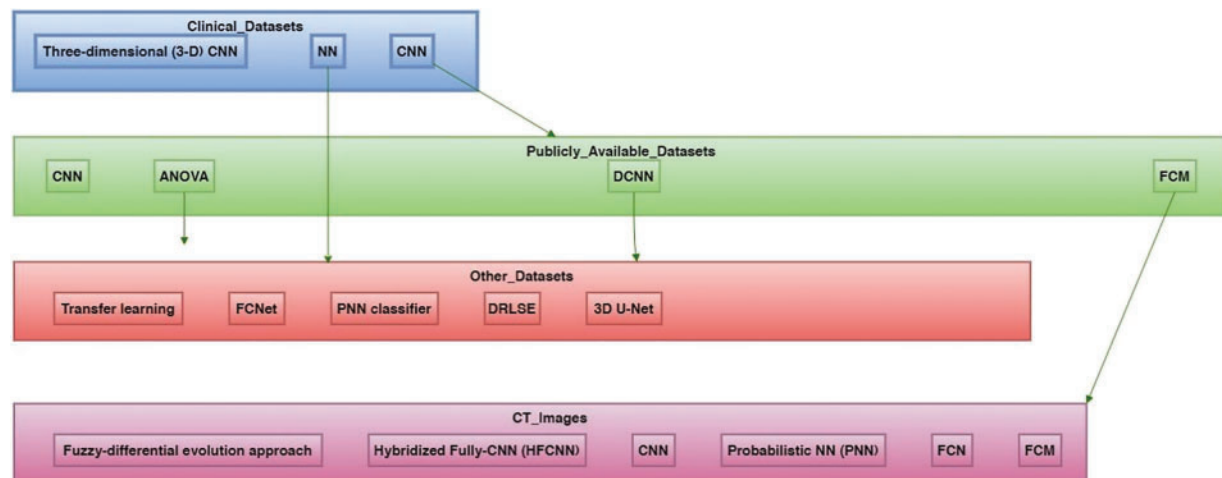 Clinical_Datasets
Three-dimensional (3-D) CNN
NN
CNN
Publicly_Available_Datasets
CNN
ANOVA
DCNN
FCM
Other_Datasets
Transfer learning
FCNet
PNN classifier
DRLSE
3D U-Net
CT_Images
Fuzzy-differential evolution approach
Hybridized Fully-CNN (HFCNN)
CNN
Probabilistic NN (PNN)
FCN
FCM